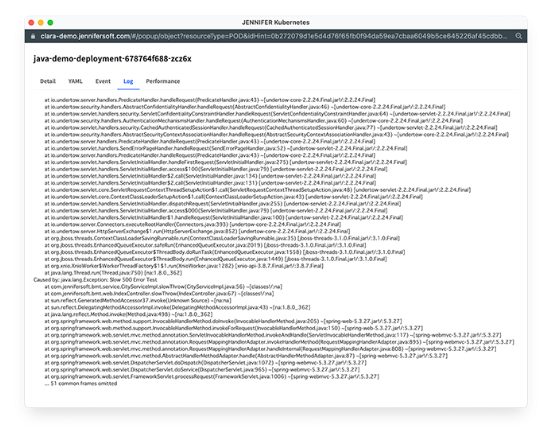 JENNIFER Kubernetes
ciara-demo.jennifersoft.com/#/popup/object?resourceType=POD&idHint=0b272079d1e5d4d76f65fb0f94da59ea7cbaa6049b5ce645226af45cdbb...
java-demo-deployment-678764f688-zcz6x
Detail YAML Event Log Performance
at io.undertow.server.handlers.PredicateHandler.handleRequest(PredicateHandler.java:43) ~[undertow-core-2.2.24.Final.jar!/:2.2.24.Final]
at io.undertow.security.handlers.AbstractConfidentialityHandler.handleRequest(AbstractConfidentialityHandler.java:46) ~[undertow-core-2.2.24.Final.jar!/:2.2.24.Final]
at io.undertow.servlet.handlers.security.ServletConfidentialityConstraintHandler.handleRequest(ServletConfidentialityConstraintHandler.java:64) ~[undertow-servlet-2.2.24.Final.jar!/:2.2.24.Final]
at io.undertow.security.handlers.AuthenticationMechanismsHandler.handleRequest(AuthenticationMechanismsHandler.java:60) ~[undertow-core-2.2.24.Final.jar!/:2.2.24.Final]
at io.undertow.servlet.handlers.security.CachedAuthenticatedSessionHandler.handleRequest(CachedAuthenticatedSessionHandler.java:77) ~[undertow-servlet-2.2.24.Final.jar!/:2.2.24.Final]
at io.undertow.security.handlers.AbstractSecurityContextAssociationHandler.handleRequest(AbstractSecurityContextAssociationHandler.java:43) ~[undertow-core-2.2.24.Final.jar!/:2.2.24.Final]
at io.undertow.server.handlers.PredicateHandler.handleRequest(PredicateHandler.java:43) ~[undertow-core-2.2.24.Final.jar!/:2.2.24.Final]
at io.undertow.servlet.handlers.SendErrorPageHandler.handleRequest(SendErrorPageHandler.java:52) ~[undertow-servlet-2.2.24.Final.jar!/:2.2.24.Final]
at io.undertow.server.handlers.PredicateHandler.handleRequest(PredicateHandler.java:43) ~[undertow-core-2.2.24.Final.jar!/:2.2.24.Final]
at io.undertow.servlet.handlers.ServletInitialHandler.handleFirstRequest(ServletInitialHandler.java:275) ~[undertow-servlet-2.2.24.Final.jar!/:2.2.24.Final]
at io.undertow.servlet.handlers.ServletInitialHandler.access$100(ServletInitialHandler.java:79) ~[undertow-servlet-2.2.24.Final.jar!/:2.2.24.Final]
at io.undertow.servlet.handlers.ServletInitialHandler$2.call(ServletInitialHandler.java:134) ~[undertow-servlet-2.2.24.Final.jar!/:2.2.24.Final]
at io.undertow.servlet.handlers.ServletInitialHandler$2.call(ServletInitialHandler.java:131) ~[undertow-servlet-2.2.24.Final.jar!/:2.2.24.Final]
at io.undertow.servlet.core.ServletRequestContextThreadSetupAction$1.call(ServletRequestContextThreadSetupAction.java:48) ~[undertow-servlet-2.2.24.Final.jar!/:2.2.24.Final]
at io.undertow.servlet.core.ContextClassLoaderSetupAction$1.call(ContextClassLoaderSetupAction.java:43) ~[undertow-servlet-2.2.24.Final.jar!/:2.2.24.Final]
at io.undertow.servlet.handlers.ServletInitialHandler.dispatchRequest(ServletInitialHandler.java:255) ~[undertow-servlet-2.2.24.Final.jar!/:2.2.24.Final]
at io.undertow.servlet.handlers.ServletInitialHandler.access$000(ServletInitialHandler.java:79) ~[undertow-servlet-2.2.24.Final.jar!/:2.2.24.Final]
at io.undertow.servlet.handlers.ServletInitialHandler$1.handleRequest(ServletInitialHandler.java:100) ~[undertow-servlet-2.2.24.Final.jar!/:2.2.24.Final]
at io.undertow.server.Connectors.executeRootHandler(Connectors.java:393) ~[undertow-core-2.2.24.Final.jar!/:2.2.24.Final]
at io.undertow.server.HttpServerExchange$1.run(HttpServerExchange.java:852) ~[undertow-core-2.2.24.Final.jar!/:2.2.24.Final]
at org.jboss.threads.ContextClassLoaderSavingRunnable.run(ContextClassLoaderSavingRunnable.java:35) ~[jboss-threads-3.1.0.Final.jar!/:3.1.0.Final]
at org.jboss.threads.EnhancedQueueExecutor.safeRun(EnhancedQueueExecutor.java:2019) ~[jboss-threads-3.1.0.Final.jar!/:3.1.0.Final]
at org.jboss.threads.EnhancedQueueExecutor$ThreadBody.doRunTask(EnhancedQueueExecutor.java:1558) ~[jboss-threads-3.1.0.Final.jar!/:3.1.0.Final]
at org.jboss.threads.EnhancedQueueExecutor$ThreadBody.run(EnhancedQueueExecutor.java:1449) ~[jboss-threads-3.1.0.Final.jar!/:3.1.0.Final]
at org.xnio.XnioWorker$WorkerThreadFactory$1$1.run(XnioWorker.java:1282) ~[xnio-api-3.8.7.Final.jar!/:3.8.7.Final]
at java.lang.Thread.run(Thread.java:750) [na:1.8.0_362]
Caused by: java.lang.Exception: Slow 500 Error Test
at com.jennifersoft.bmt.service.CityServiceImpl.slowThrow(CityServiceImpl.java:56) ~[classes!/:na]
at com.jennifersoft.bmt.web.IndexController.slowThrow(IndexController.java:67) ~[classes!/:na]
at sun.reflect.GeneratedMethodAccessor37.invoke(Unknown Source) ~[na:na]
at sun.reflect.DelegatingMethodAccessorImpl.invoke(DelegatingMethodAccessorImpl.java:43) ~[na:1.8.0_362]
at java.lang.reflect.Method.invoke(Method.java:498) ~[na:1.8.0_362]
at org.springframework.web.method.support.InvocableHandlerMethod.doInvoke(InvocableHandlerMethod.java:205) ~[spring-web-5.3.27.jar!/:5.3.27]
at org.springframework.web.method.support.InvocableHandlerMethod.invokeForRequest(InvocableHandlerMethod.java:150) ~[spring-web-5.3.27.jar!/:5.3.27]
at org.springframework.web.servlet.mvc.method.annotation.ServletInvocableHandlerMethod.invokeAndHandle(ServletInvocableHandlerMethod.java:117) ~[spring-webmvc-5.3.27.jar!/:5.3.27]
at org.springframework.web.servlet.mvc.method.annotation.RequestMappingHandlerAdapter.invokeHandlerMethod(RequestMappingHandlerAdapter.java:895) ~[spring-webmvc-5.3.27.jar!/:5.3.27]
at org.springframework.web.servlet.mvc.method.annotation.RequestMappingHandlerAdapter.handleInternal(RequestMappingHandlerAdapter.java:808) ~[spring-webmvc-5.3.27.jar!/:5.3.27]
at org.springframework.web.servlet.mvc.method.AbstractHandlerMethodAdapter.handle(AbstractHandlerMethodAdapter.java:87) ~[spring-webmvc-5.3.27.jar!/:5.3.27]
at org.springframework.web.servlet.DispatcherServlet.doDispatch(DispatcherServlet.java:1072) ~[spring-webmvc-5.3.27.jar!/:5.3.27]
at org.springframework.web.servlet.DispatcherServlet.doService(DispatcherServlet.java:965) ~[spring-webmvc-5.3.27.jar!/:5.3.27]
at org.springframework.web.servlet.FrameworkServlet.processRequest(FrameworkServlet.java:1006) ~[spring-webmvc-5.3.27.jar!/:5.3.27]
... 51 common frames omitted